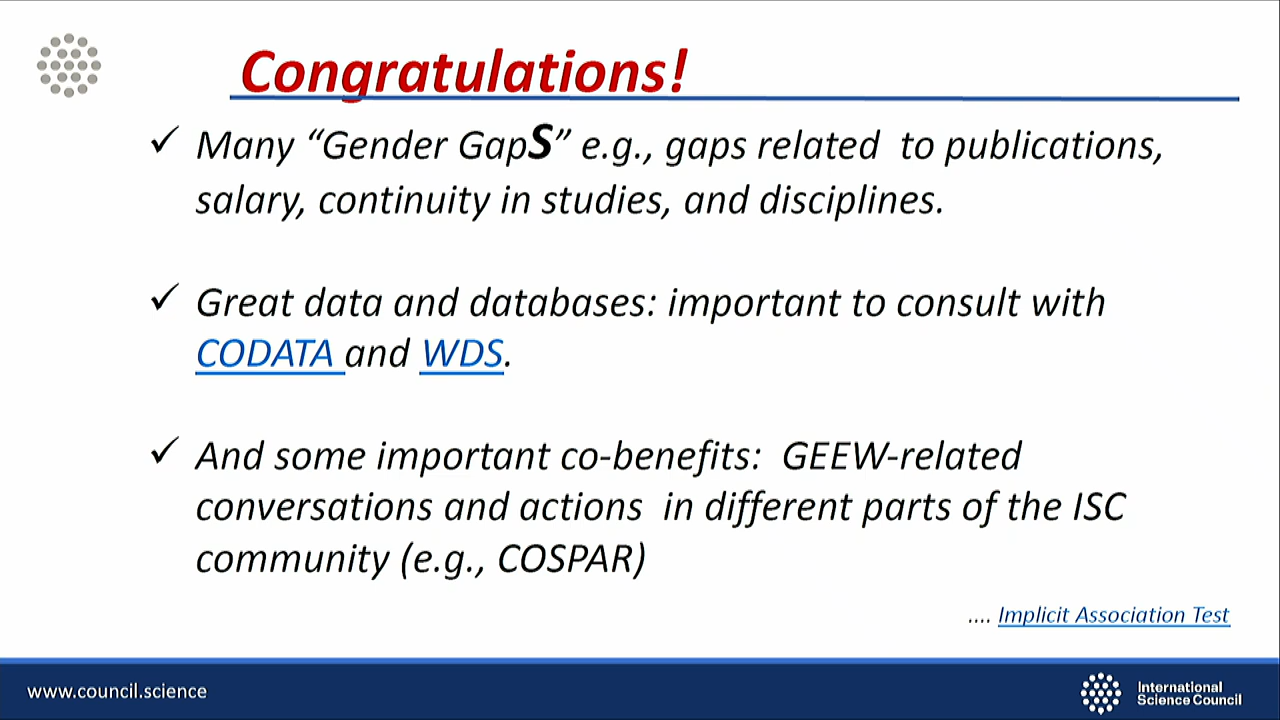 Congratulations!
✓ Many “Gender GapS” e.g., gaps related to publications,
salary, continuity in studies, and disciplines.
✓ Great data and databases: important to consult with
CODATA and WDS.
✓ And some important co-benefits: GEEW-related
conversations and actions in different parts of the ISC
community (e.g., COSPAR)
.... Implicit Association Test
www.council.science
International
Science Council